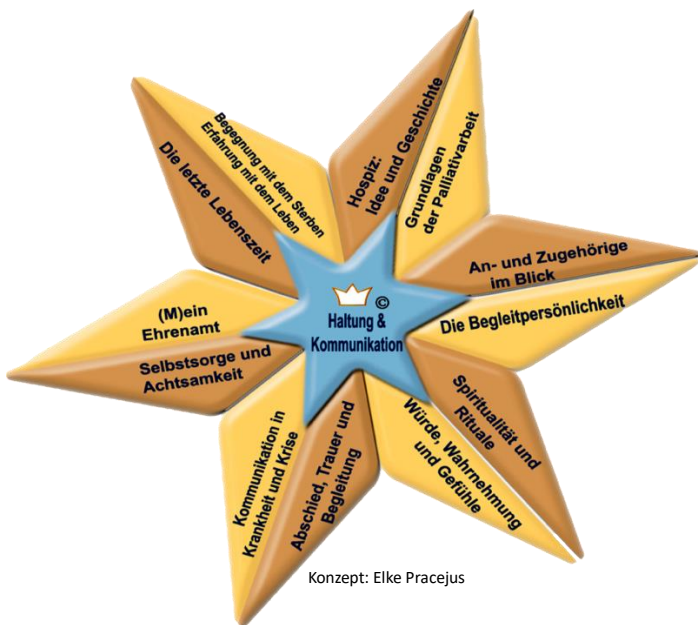 Haltung &
Kommunikation
©
Hospiz:
Idee und Geschichte
Grundlagen
der Palliativarbeit
An- und Zugehörige
im Blick
Die Begleitpersönlichkeit
Spiritualität und
Rituale
Würde, Wahrnehmung
und Gefühle
Abschied, Trauer und
Begleitung
Kommunikation in
Krankheit und Krise
Selbstsorge und
Achtsamkeit
(M)ein
Ehrenamt
Die letzte Lebenszeit
Begegnung mit dem Sterben
Erfahrung mit dem Leben
Konzept: Elke Pracejus